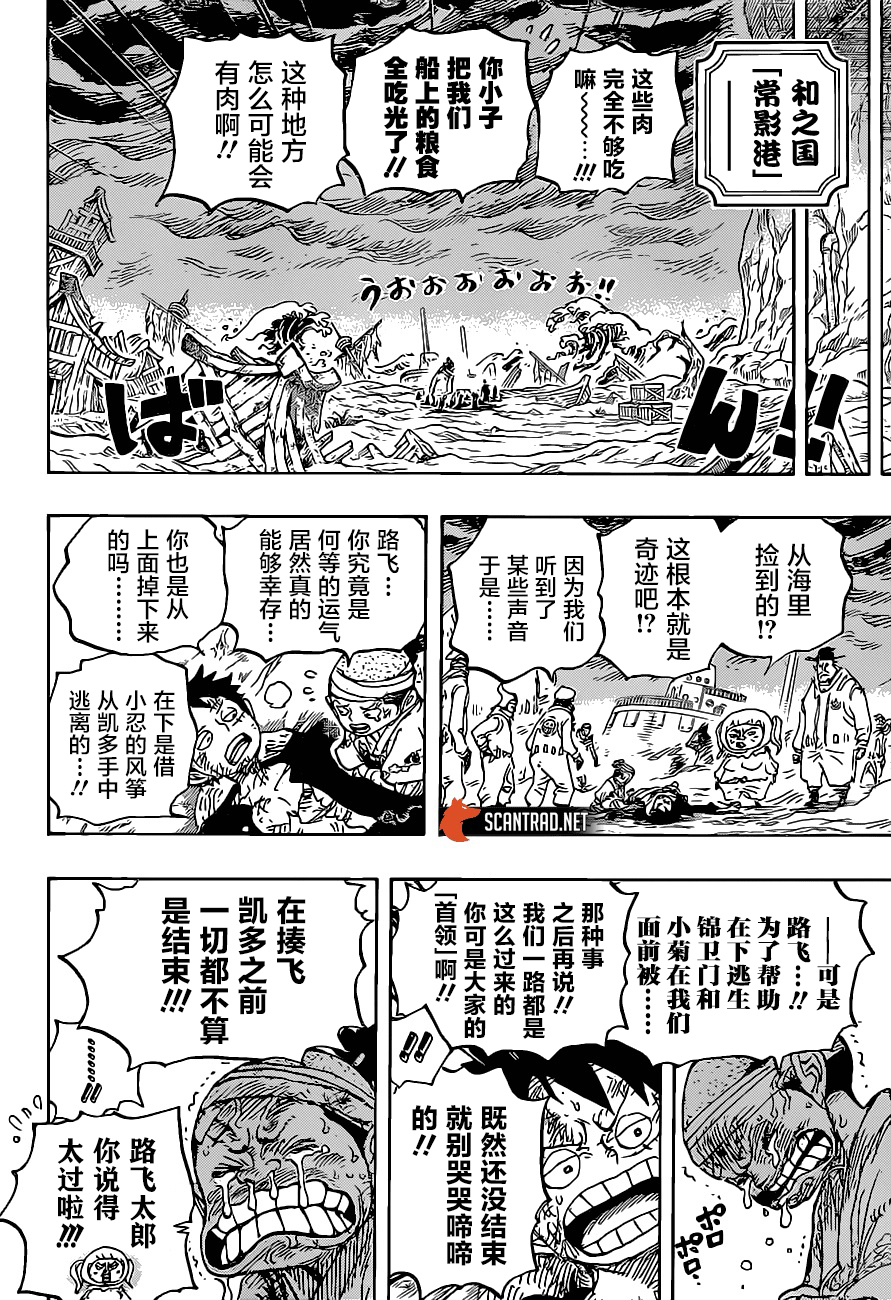 和之国
「常影港」
——
这些肉
完全不够吃
嘛～～～…!!!
你小子
把我们
船上的粮食
全吃光了!!
这种地方
怎么可能会
有肉啊!!
うおおおおおお!!
ばん!!
从海里
捡到的!?
这根本就是
奇迹吧!?
因为我们
听到了
某些声音
于是……
路飞…
你究竟是
何等的运气
居然真的
能够幸存…
你也是从
上面掉下来
的吗………
在下是借
小忍的风筝
从凯多手中
逃离的…!!
SCANTRAD.NET
——可是
路飞…!!
为了帮助
在下逃生
锦卫门和
小菊在我们
面前被……
那种事
之后再说!!
我们一路都是
这么过来的
你可是大家的
「首领」啊!!
既然还没结束
就别哭哭啼啼
的!!
ポロ
ポロ
…!!
在揍飞
凯多之前
一切都不算
是结束!!!
……!!
路飞太郎
你说得
太过啦!!!